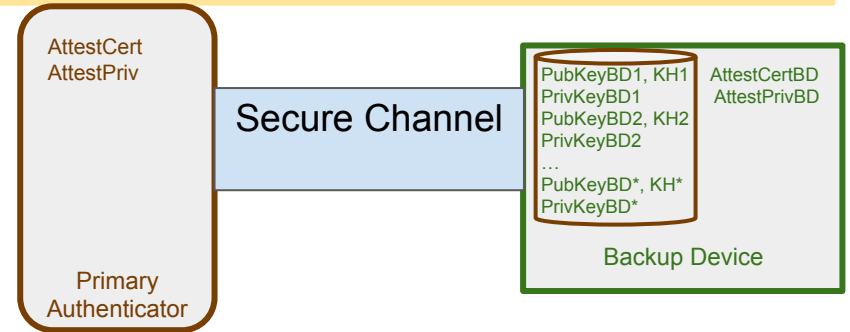 AttestCert
AttestPriv
Primary
Authenticator
Secure Channel
PubKeyBD1, KH1
PrivKeyBD1
PubKeyBD2, KH2
PrivKeyBD2
…
PubKeyBD*, KH*
PrivKeyBD*
AttestCertBD
AttestPrivBD
Backup Device